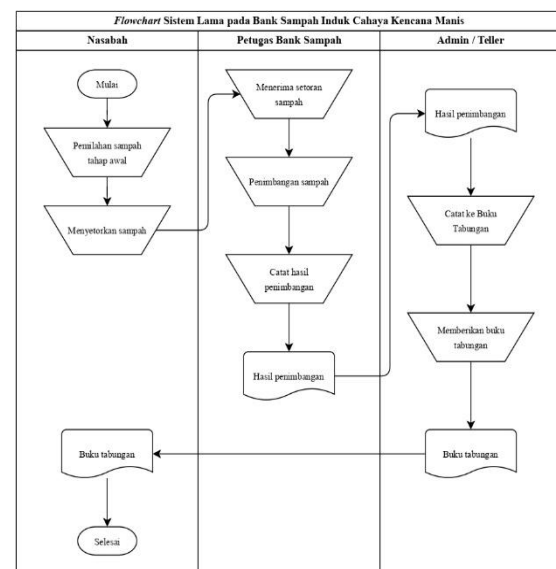 Flowchart Sistem Lama pada Bank Sampah Induk Cahaya Kencana Manis
Nasabah
Petugas Bank Sampah
Admin / Teller
Mulai
Pemilahan sampah
tahap awal
Menyetorkan sampah
Menerima setoran
sampah
Penimbangan sampah
Catat hasil
penimbangan
Hasil penimbangan
Hasil penimbangan
Catat ke Buku
Tabungan
Memberikan buku
tabungan
Buku tabungan
Buku tabungan
Selesai